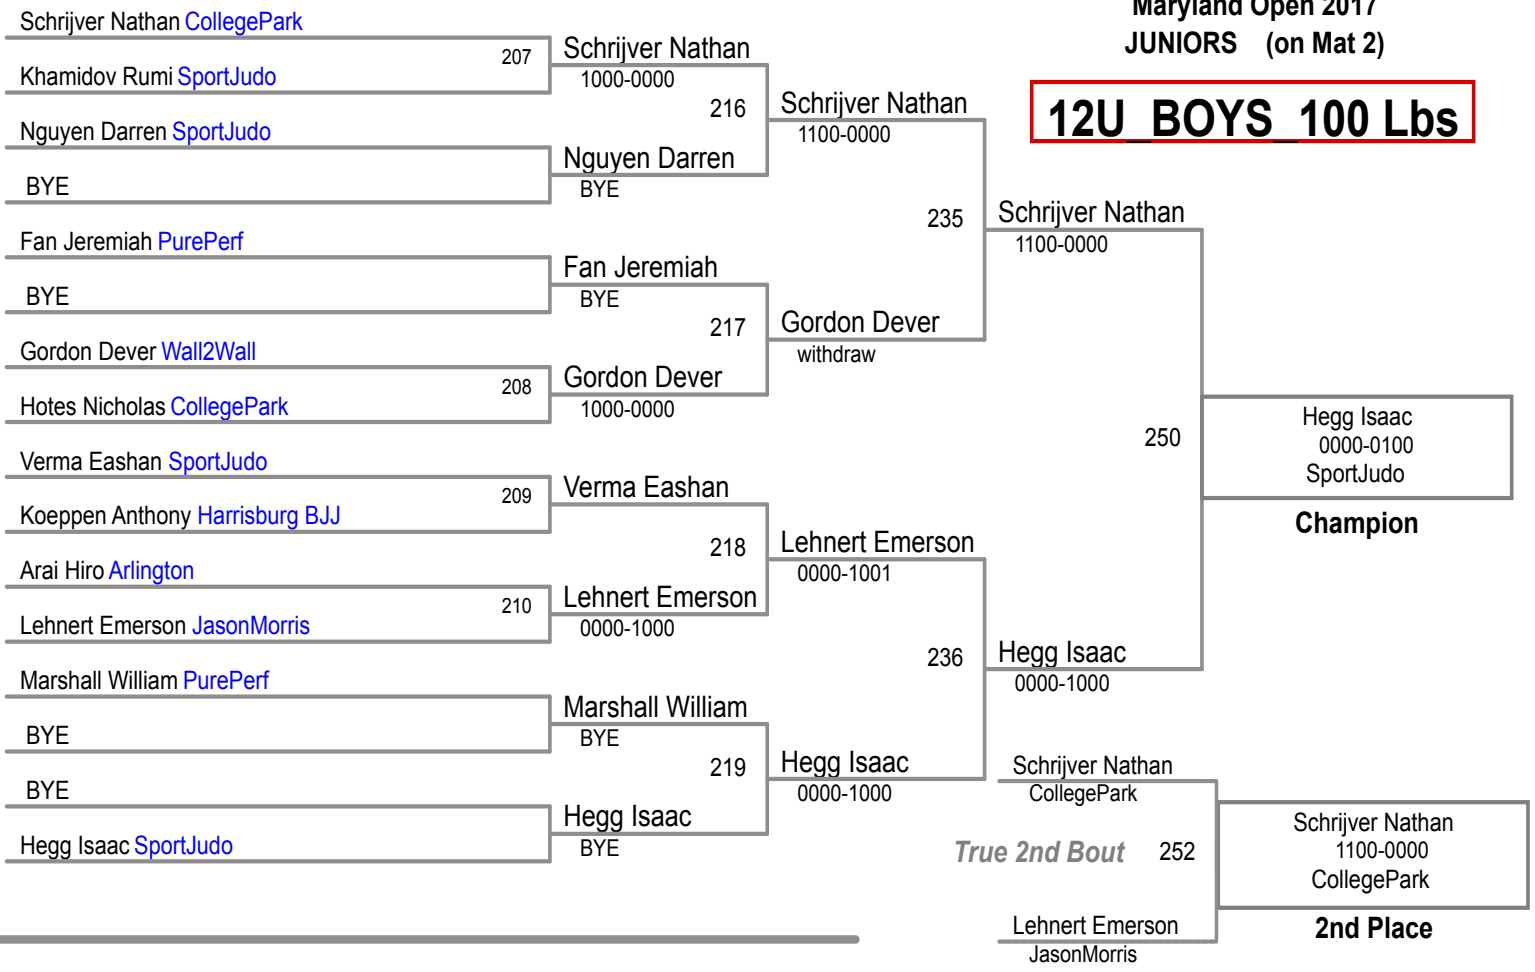 Maryland Open 2017
JUNIORS (on Mat 2)
12U_BOYS_100 Lbs
Schrijver Nathan CollegePark
Khamidov Rumi SportJudo
Nguyen Darren SportJudo
BYE
Fan Jeremiah PurePerf
BYE
Gordon Dever Wall2Wall
Hotes Nicholas CollegePark
Verma Eashan SportJudo
Koeppen Anthony Harrisburg BJJ
Arai Hiro Arlington
Lehnert Emerson JasonMorris
Marshall William PurePerf
BYE
BYE
Hegg Isaac SportJudo
207
208
209
210
Schrijver Nathan
1000-0000
Nguyen Darren
BYE
Fan Jeremiah
BYE
Gordon Dever
1000-0000
Verma Eashan
Lehnert Emerson
0000-1000
Marshall William
BYE
Hegg Isaac
BYE
216
217
218
219
Schrijver Nathan
1100-0000
Gordon Dever
withdraw
Lehnert Emerson
0000-1001
Hegg Isaac
0000-1000
235
236
Schrijver Nathan
1100-0000
Hegg Isaac
0000-1000
250
Hegg Isaac
0000-0100
SportJudo
Champion
Schrijver Nathan
CollegePark
True 2nd Bout 252
Lehnert Emerson
JasonMorris
Schrijver Nathan
1100-0000
CollegePark
2nd Place